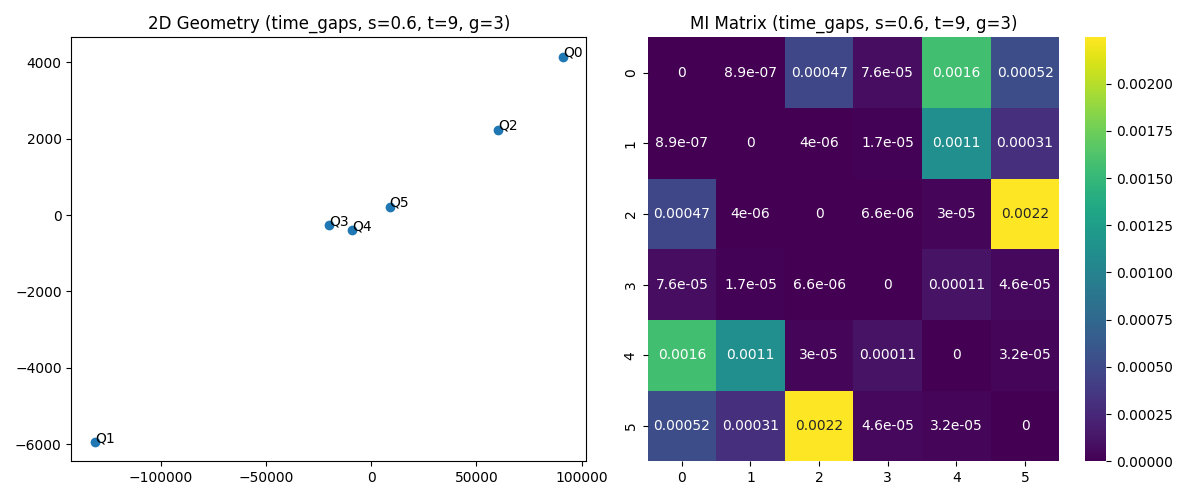 2D Geometry (time_gaps, s=0.6, t=9, g=3)
4000
2000
0
−2000
−4000
−6000
−100000 −50000 0 50000 100000
Q0
Q2
Q5
Q3
Q4
Q1
MI Matrix (time_gaps, s=0.6, t=9, g=3)
0 0 8.9e-07 0.00047 7.6e-05 0.0016 0.00052
1 8.9e-07 0 4e-06 1.7e-05 0.0011 0.00031
2 0.00047 4e-06 0 6.6e-06 3e-05 0.0022
3 7.6e-05 1.7e-05 6.6e-06 0 0.00011 4.6e-05
4 0.0016 0.0011 3e-05 0.00011 0 3.2e-05
5 0.00052 0.00031 0.0022 4.6e-05 3.2e-05 0
0 1 2 3 4 5
0.00200
0.00175
0.00150
0.00125
0.00100
0.00075
0.00050
0.00025
0.00000